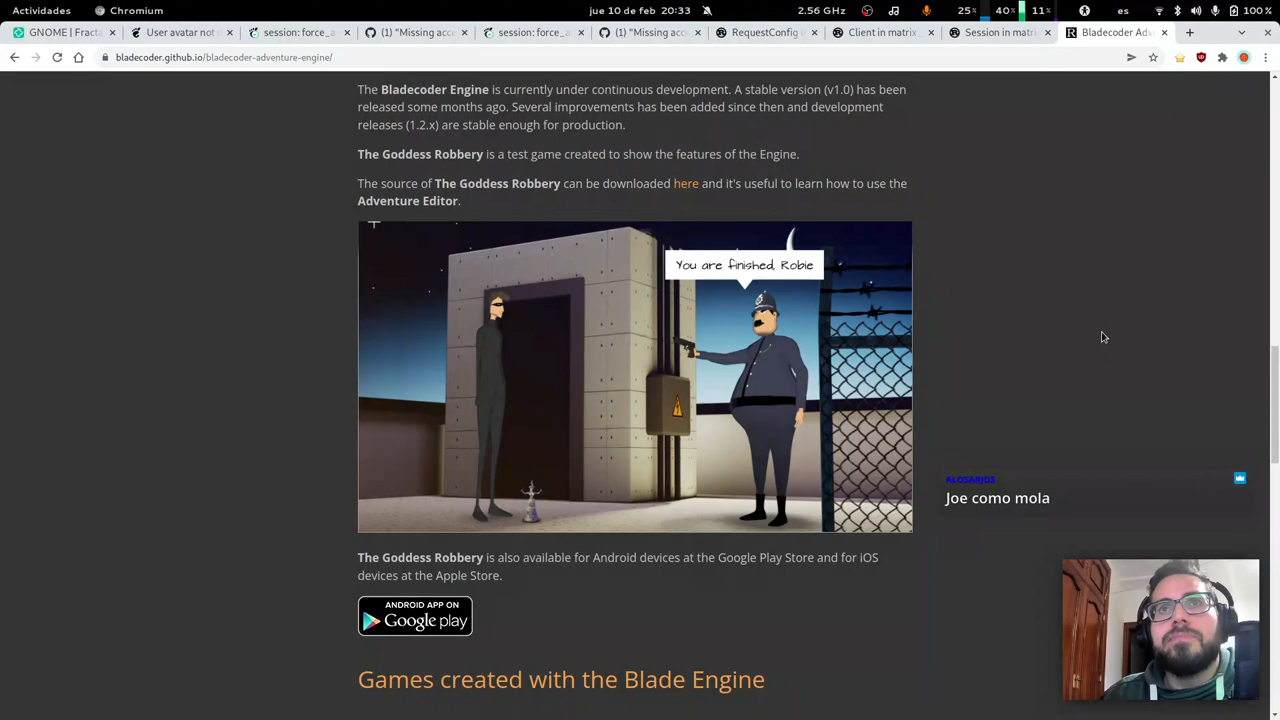 Actividades
Chromium
jue 10 de feb 20:33
2.56 GHz
25%
40%
11%
es
100 %
GNOME | Fracta
User avatar not
session: force_a
(1) "Missing acc
session: force_a
(1) "Missing acc
RequestConfig in
Client in matrix_
Session in matri
Bladecoder Adve
bladecoder.github.io/bladecoder-adventure-engine/
The Bladecoder Engine is currently under continuous development. A stable version (v1.0) has been
released some months ago. Several improvements has been added since then and development
releases (1.2.x) are stable enough for production.
The Goddess Robbery is a test game created to show the features of the Engine.
The source of The Goddess Robbery can be downloaded here and it's useful to learn how to use the
Adventure Editor.
You are finished, Robie
ALOSARJOS
Joe como mola
The Goddess Robbery is also available for Android devices at the Google Play Store and for iOS
devices at the Apple Store.
ANDROID APP ON
Google play
Games created with the Blade Engine